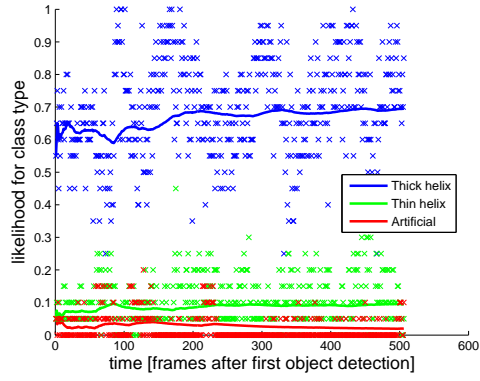 1
0.9
0.8
0.7
0.6
0.5
0.4
0.3
0.2
0.1
0
likelihood for class type
Thick helix
Thin helix
Artificial
0 100 200 300 400 500 600
time [frames after first object detection]